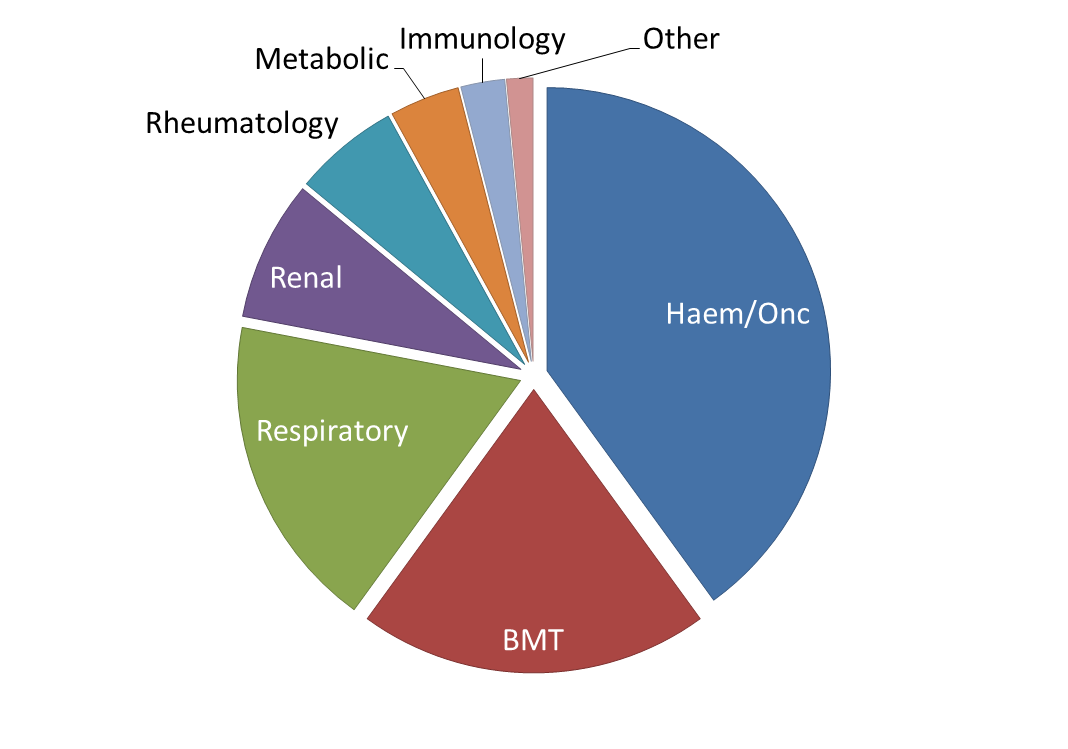 Immunology
Other
Metabolic
Rheumatology
Renal
Haem/Onc
Respiratory
BMT